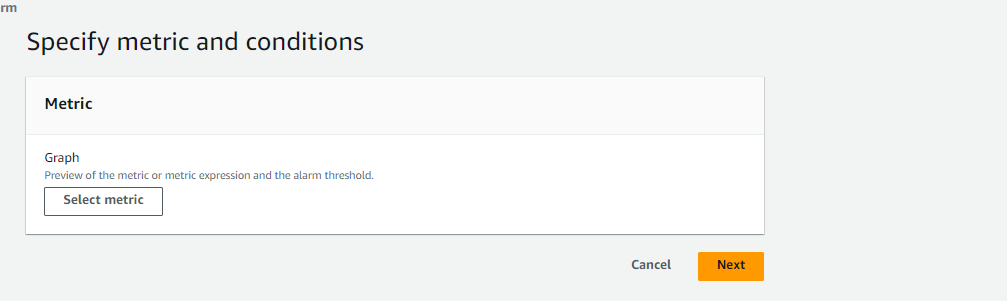 rm
Specify metric and conditions
Metric
Graph
Preview of the metric or metric expression and the alarm threshold.
Select metric
Cancel
Next